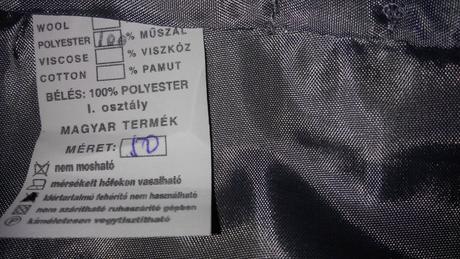 WOOL
POLYESTER 100 % MŰSZÁL
VISCOSE % VISZKÓZ
COTTON % PAMUT
BÉLÉS: 100% POLYESTER
I. osztály
MAGYAR TERMÉK
MÉRET: 50
nem mosható
mérsékelt hőfokon vasalható
klórtartalmú fehérítő nem használható
nem szárítható ruhaszárító gépben
kíméletesen vegytisztítható